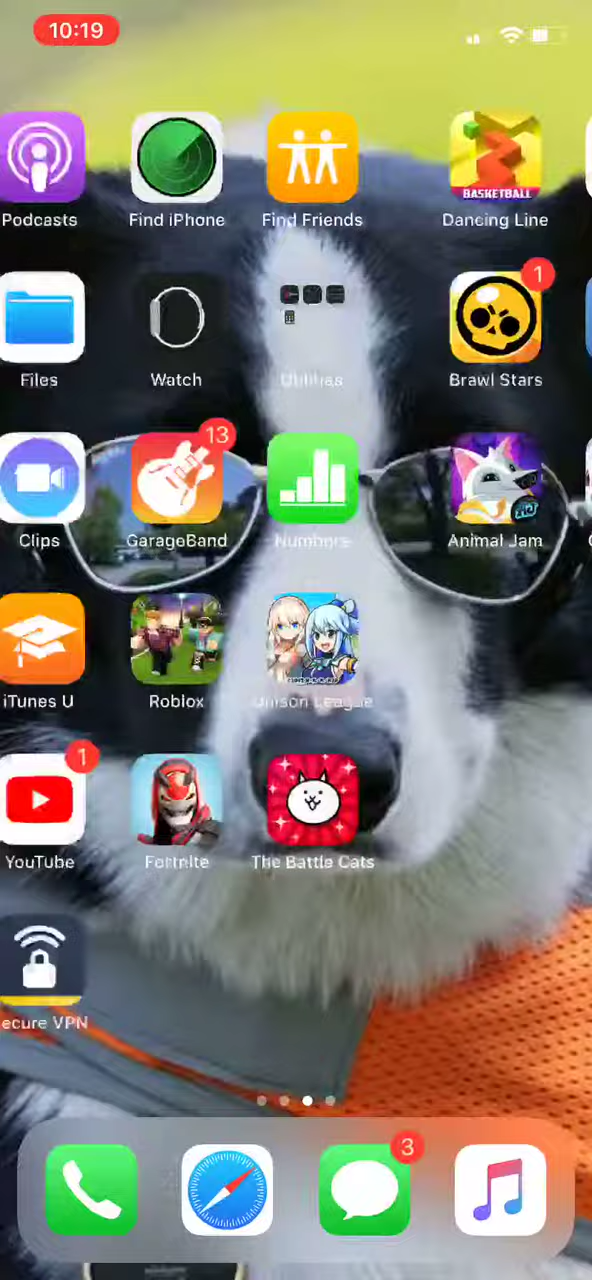 10:19
Podcasts
Find iPhone
Find Friends
BASKETBALL
Dancing Line
Files
Watch
Utilities
1
Brawl Stars
Clips
13
GarageBand
Numbers
Animal Jam
iTunes U
Roblox
Unison League
1
YouTube
Fortnite
The Battle Cats
ecure VPN
3